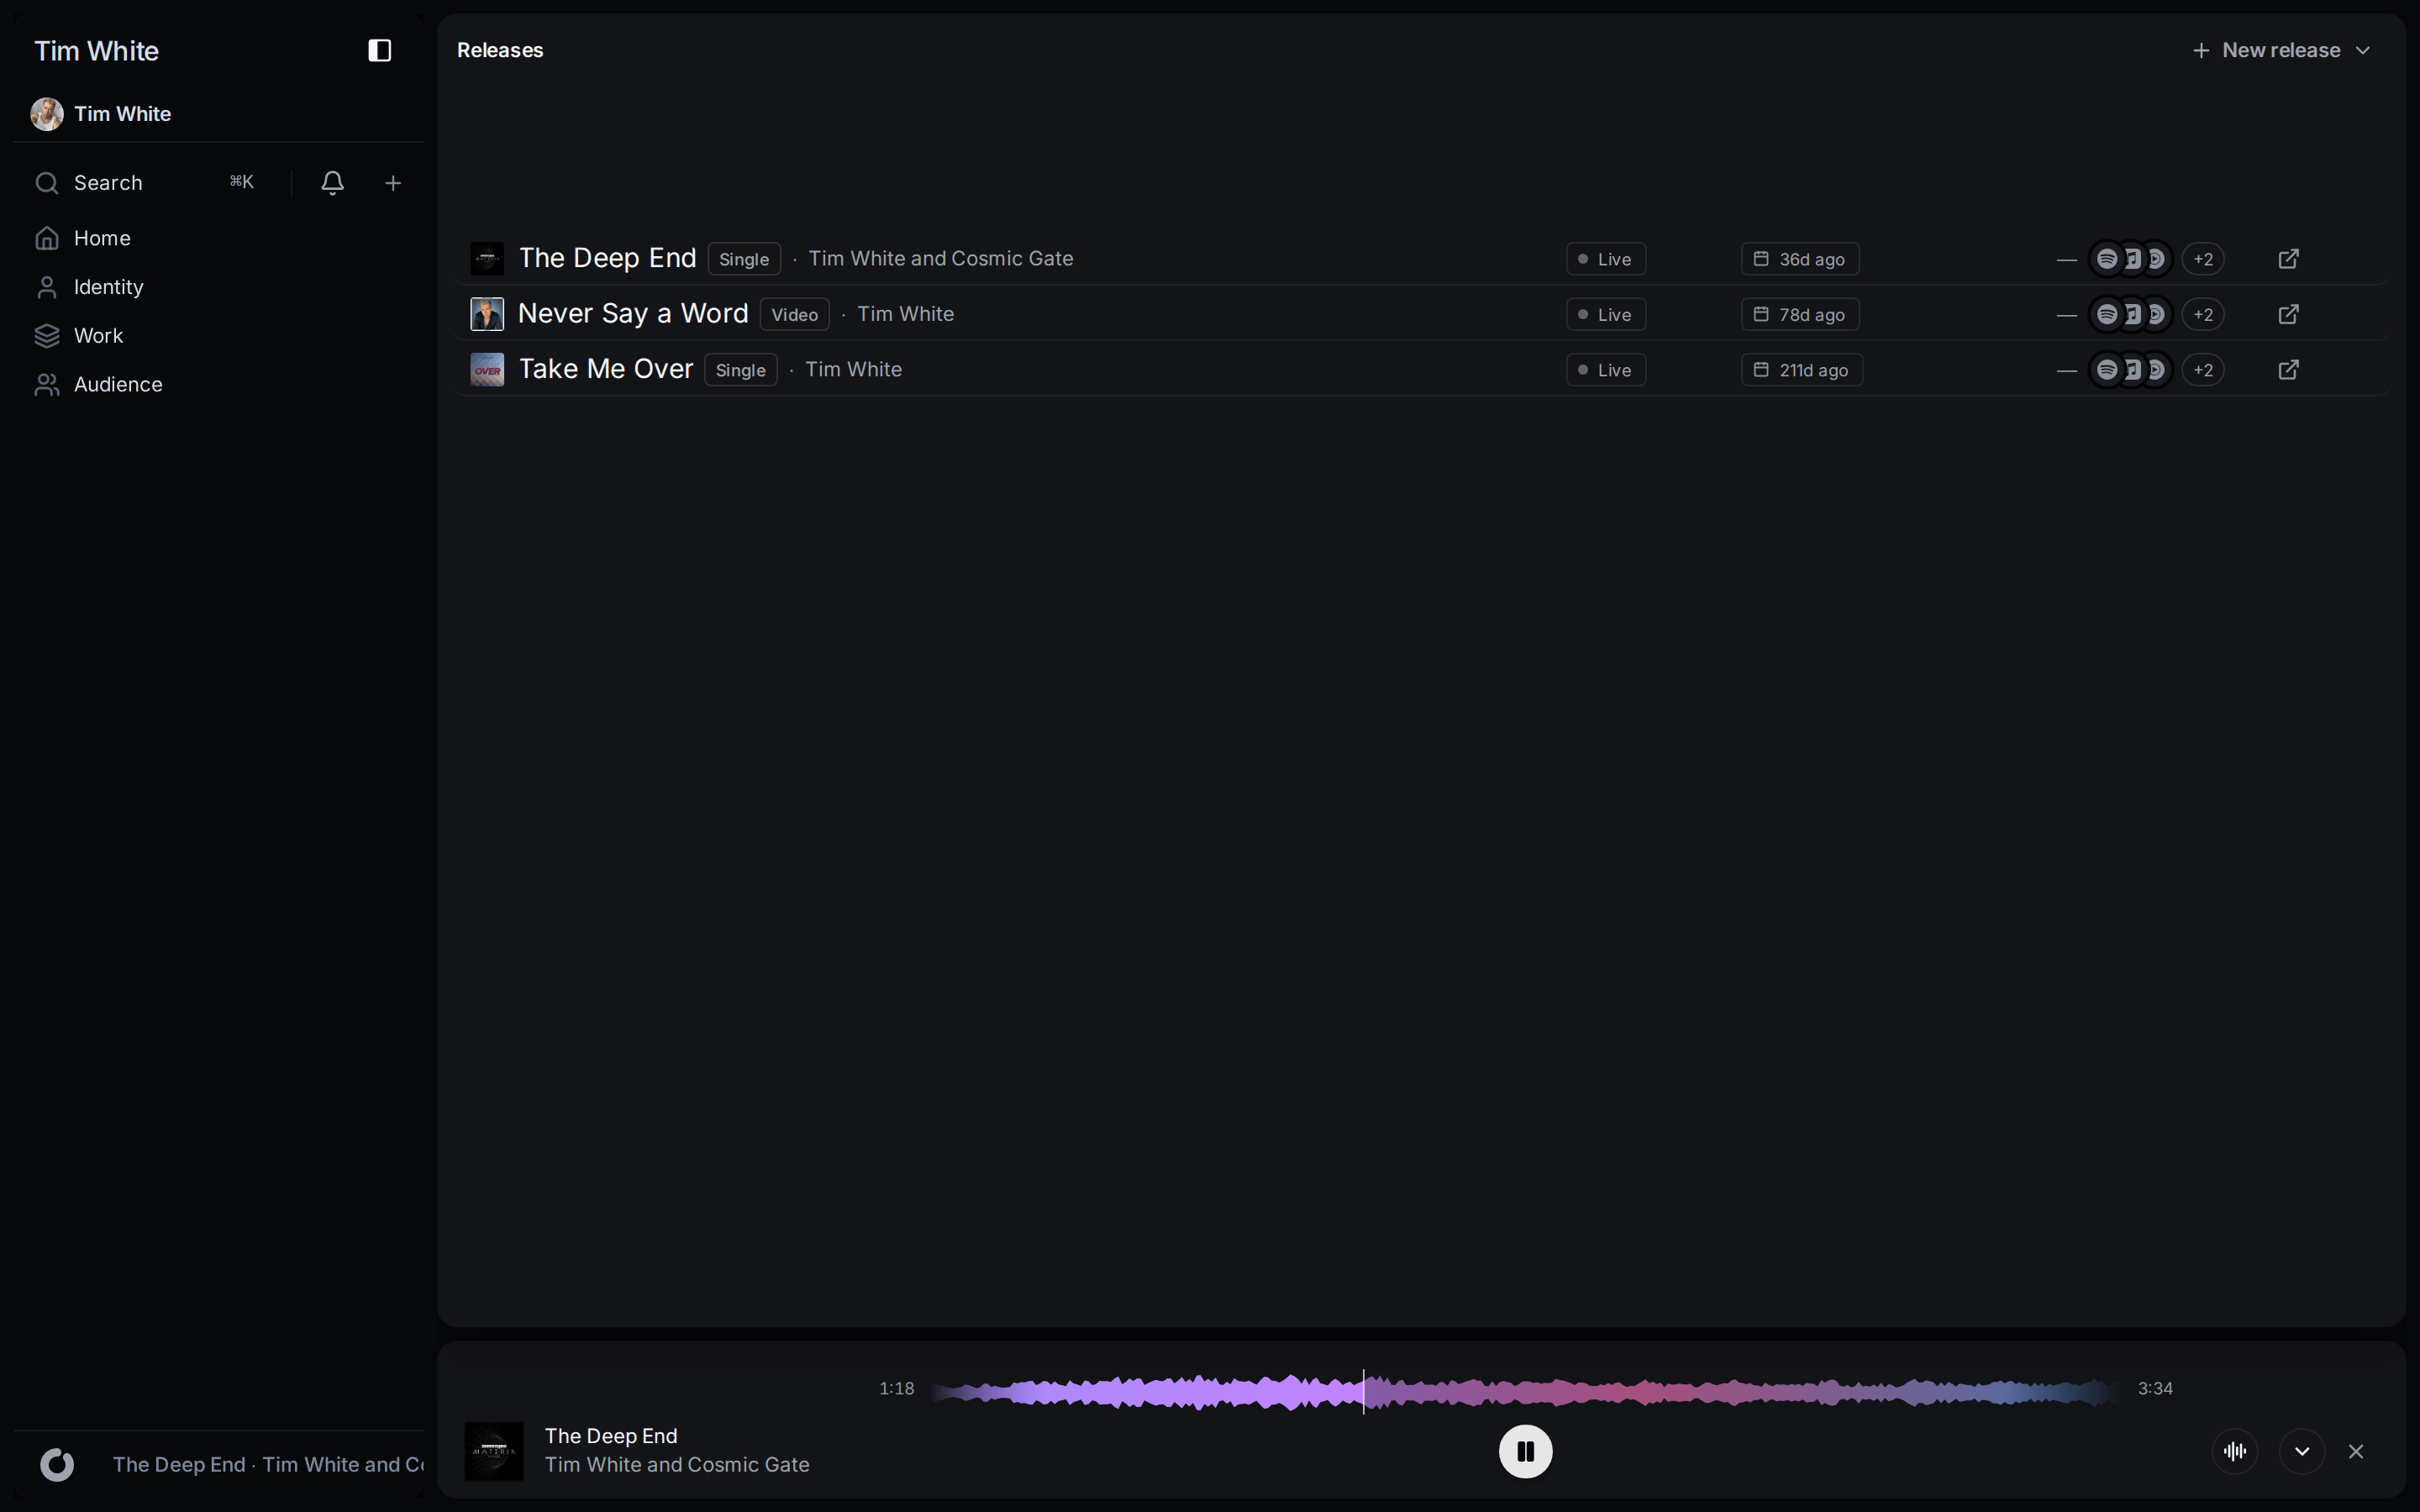 Tim White
Tim White
Search ⌘K
Home
Identity
Work
Audience
The Deep End · Tim White and
Releases
New release
The Deep End Single · Tim White and Cosmic Gate Live 36d ago — +2
Never Say a Word Video · Tim White Live 78d ago — +2
Take Me Over Single · Tim White Live 211d ago — +2
OVER
1:18 3:34
MATERIA
The Deep End
Tim White and Cosmic Gate